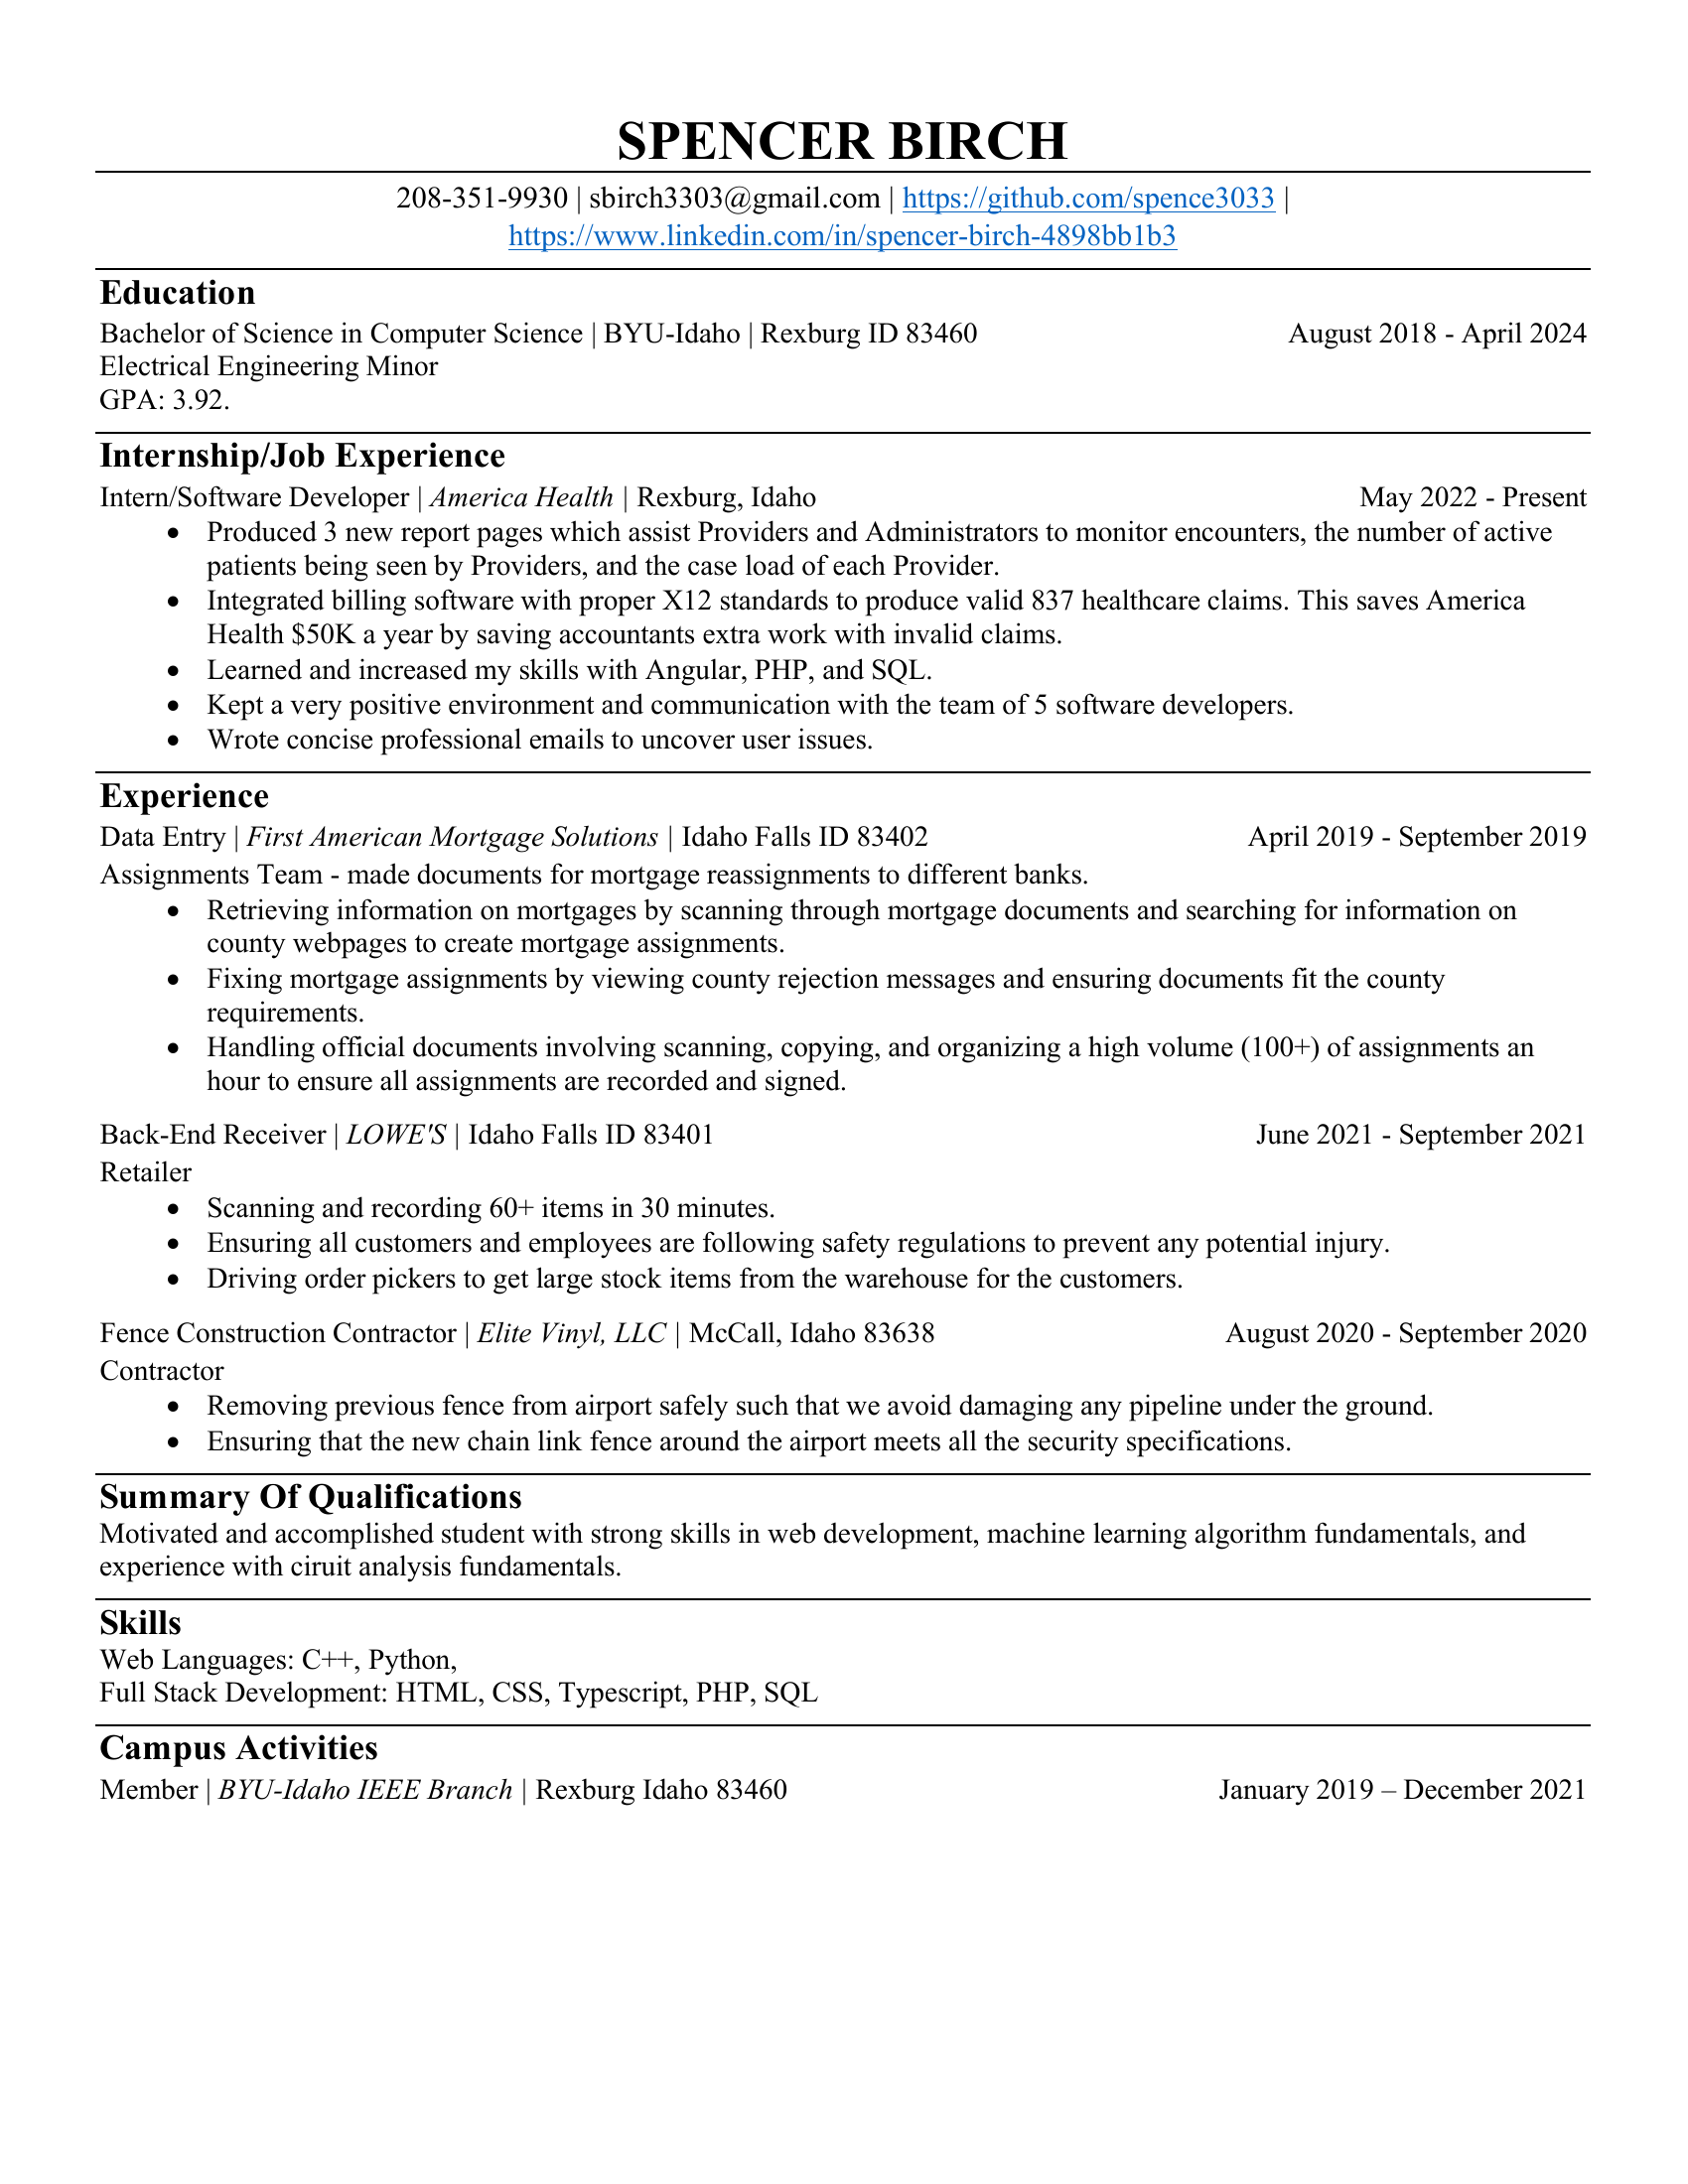 SPENCER BIRCH
208-351-9930 | sbirch3303@gmail.com | https://github.com/spence3033 |
https://www.linkedin.com/in/spencer-birch-4898bb1b3
Education
Bachelor of Science in Computer Science | BYU-Idaho | Rexburg ID 83460 August 2018 - April 2024
Electrical Engineering Minor
GPA: 3.92.
Internship/Job Experience
Intern/Software Developer | America Health | Rexburg, Idaho May 2022 - Present
• Produced 3 new report pages which assist Providers and Administrators to monitor encounters, the number of active
patients being seen by Providers, and the case load of each Provider.
• Integrated billing software with proper X12 standards to produce valid 837 healthcare claims. This saves America
Health $50K a year by saving accountants extra work with invalid claims.
• Learned and increased my skills with Angular, PHP, and SQL.
• Kept a very positive environment and communication with the team of 5 software developers.
• Wrote concise professional emails to uncover user issues.
Experience
Data Entry | First American Mortgage Solutions | Idaho Falls ID 83402 April 2019 - September 2019
Assignments Team - made documents for mortgage reassignments to different banks.
• Retrieving information on mortgages by scanning through mortgage documents and searching for information on
county webpages to create mortgage assignments.
• Fixing mortgage assignments by viewing county rejection messages and ensuring documents fit the county
requirements.
• Handling official documents involving scanning, copying, and organizing a high volume (100+) of assignments an
hour to ensure all assignments are recorded and signed.
Back-End Receiver | LOWE'S | Idaho Falls ID 83401 June 2021 - September 2021
Retailer
• Scanning and recording 60+ items in 30 minutes.
• Ensuring all customers and employees are following safety regulations to prevent any potential injury.
• Driving order pickers to get large stock items from the warehouse for the customers.
Fence Construction Contractor | Elite Vinyl, LLC | McCall, Idaho 83638 August 2020 - September 2020
Contractor
• Removing previous fence from airport safely such that we avoid damaging any pipeline under the ground.
• Ensuring that the new chain link fence around the airport meets all the security specifications.
Summary Of Qualifications
Motivated and accomplished student with strong skills in web development, machine learning algorithm fundamentals, and
experience with ciruit analysis fundamentals.
Skills
Web Languages: C++, Python,
Full Stack Development: HTML, CSS, Typescript, PHP, SQL
Campus Activities
Member | BYU-Idaho IEEE Branch | Rexburg Idaho 83460 January 2019 – December 2021